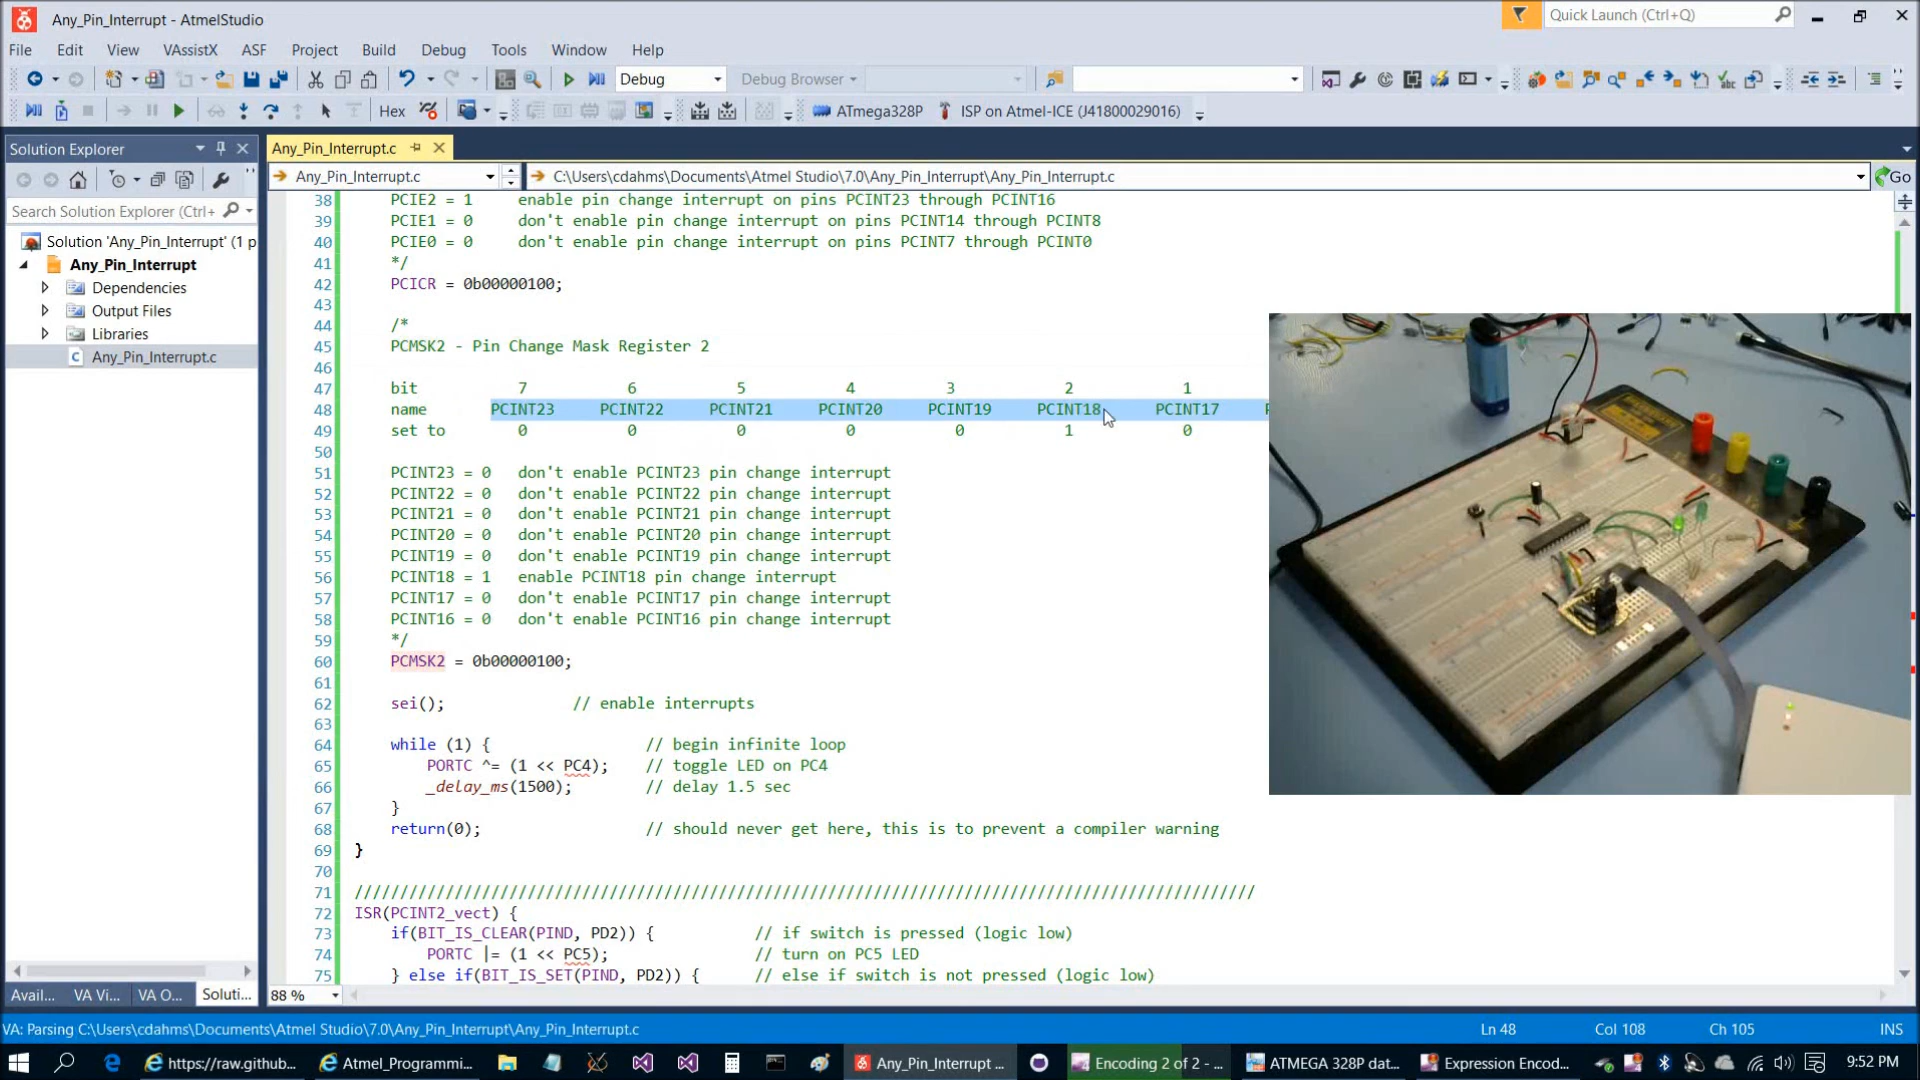 Any_Pin_Interrupt - AtmelStudio
Quick Launch (Ctrl+Q)
File Edit View VAssistX ASF Project Build Debug Tools Window Help
Debug Debug Browser
Hex ATmega328P ISP on Atmel-ICE (J41800029016)
Solution Explorer
Any_Pin_Interrupt.c
Any_Pin_Interrupt.c C:\Users\cdahms\Documents\Atmel Studio\7.0\Any_Pin_Interrupt\Any_Pin_Interrupt.c Go
Search Solution Explorer (Ctrl+
Solution 'Any_Pin_Interrupt' (1 p
Any_Pin_Interrupt
Dependencies
Output Files
Libraries
Any_Pin_Interrupt.c
38 PCIE2 = 1 enable pin change interrupt on pins PCINT23 through PCINT16
39 PCIE1 = 0 don't enable pin change interrupt on pins PCINT14 through PCINT8
40 PCIE0 = 0 don't enable pin change interrupt on pins PCINT7 through PCINT0
41 */
42 PCICR = 0b00000100;
43
44 /*
45 PCMSK2 - Pin Change Mask Register 2
46
47 bit 7 6 5 4 3 2 1
48 name PCINT23 PCINT22 PCINT21 PCINT20 PCINT19 PCINT18 PCINT17
49 set to 0 0 0 0 0 1 0
50
51 PCINT23 = 0 don't enable PCINT23 pin change interrupt
52 PCINT22 = 0 don't enable PCINT22 pin change interrupt
53 PCINT21 = 0 don't enable PCINT21 pin change interrupt
54 PCINT20 = 0 don't enable PCINT20 pin change interrupt
55 PCINT19 = 0 don't enable PCINT19 pin change interrupt
56 PCINT18 = 1 enable PCINT18 pin change interrupt
57 PCINT17 = 0 don't enable PCINT17 pin change interrupt
58 PCINT16 = 0 don't enable PCINT16 pin change interrupt
59 */
60 PCMSK2 = 0b00000100;
61
62 sei(); // enable interrupts
63
64 while (1) { // begin infinite loop
65 PORTC ^= (1 << PC4); // toggle LED on PC4
66 _delay_ms(1500); // delay 1.5 sec
67 }
68 return(0); // should never get here, this is to prevent a compiler warning
69 }
70
71 ///////////////////////////////////////////////////////////////////////////////////////////////////
72 ISR(PCINT2_vect) {
73 if(BIT_IS_CLEAR(PIND, PD2)) { // if switch is pressed (logic low)
74 PORTC |= (1 << PC5); // turn on PC5 LED
75 } else if(BIT_IS_SET(PIND, PD2)) { // else if switch is not pressed (logic low)
Avail... VA Vi... VA O... Soluti... 88 %
VA: Parsing C:\Users\cdahms\Documents\Atmel Studio\7.0\Any_Pin_Interrupt\Any_Pin_Interrupt.c Ln 48 Col 108 Ch 105 INS
https://raw.github... Atmel_Programmi... Any_Pin_Interrupt ... Encoding 2 of 2 - ... ATMEGA 328P dat... Expression Encod... 9:52 PM